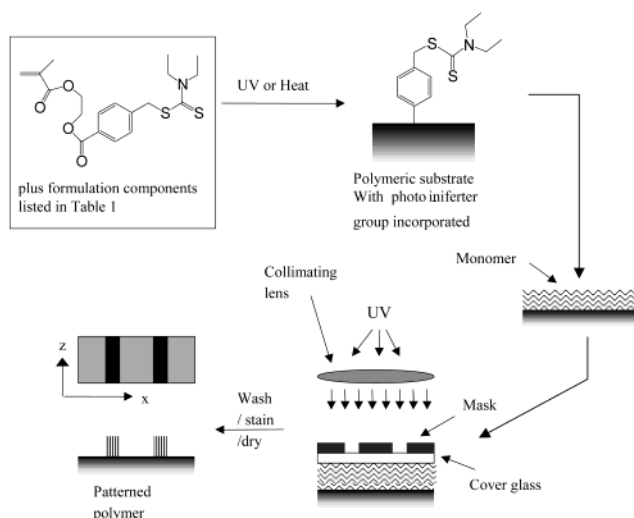 O
O
O
O
S
S
N
UV or Heat
plus formulation components
listed in Table 1
S
S
N
Polymeric substrate
With photo iniferter
group incorporated
Monomer
Collimating
lens
UV
Mask
Cover glass
Wash
/ stain
/dry
z
x
Patterned
polymer